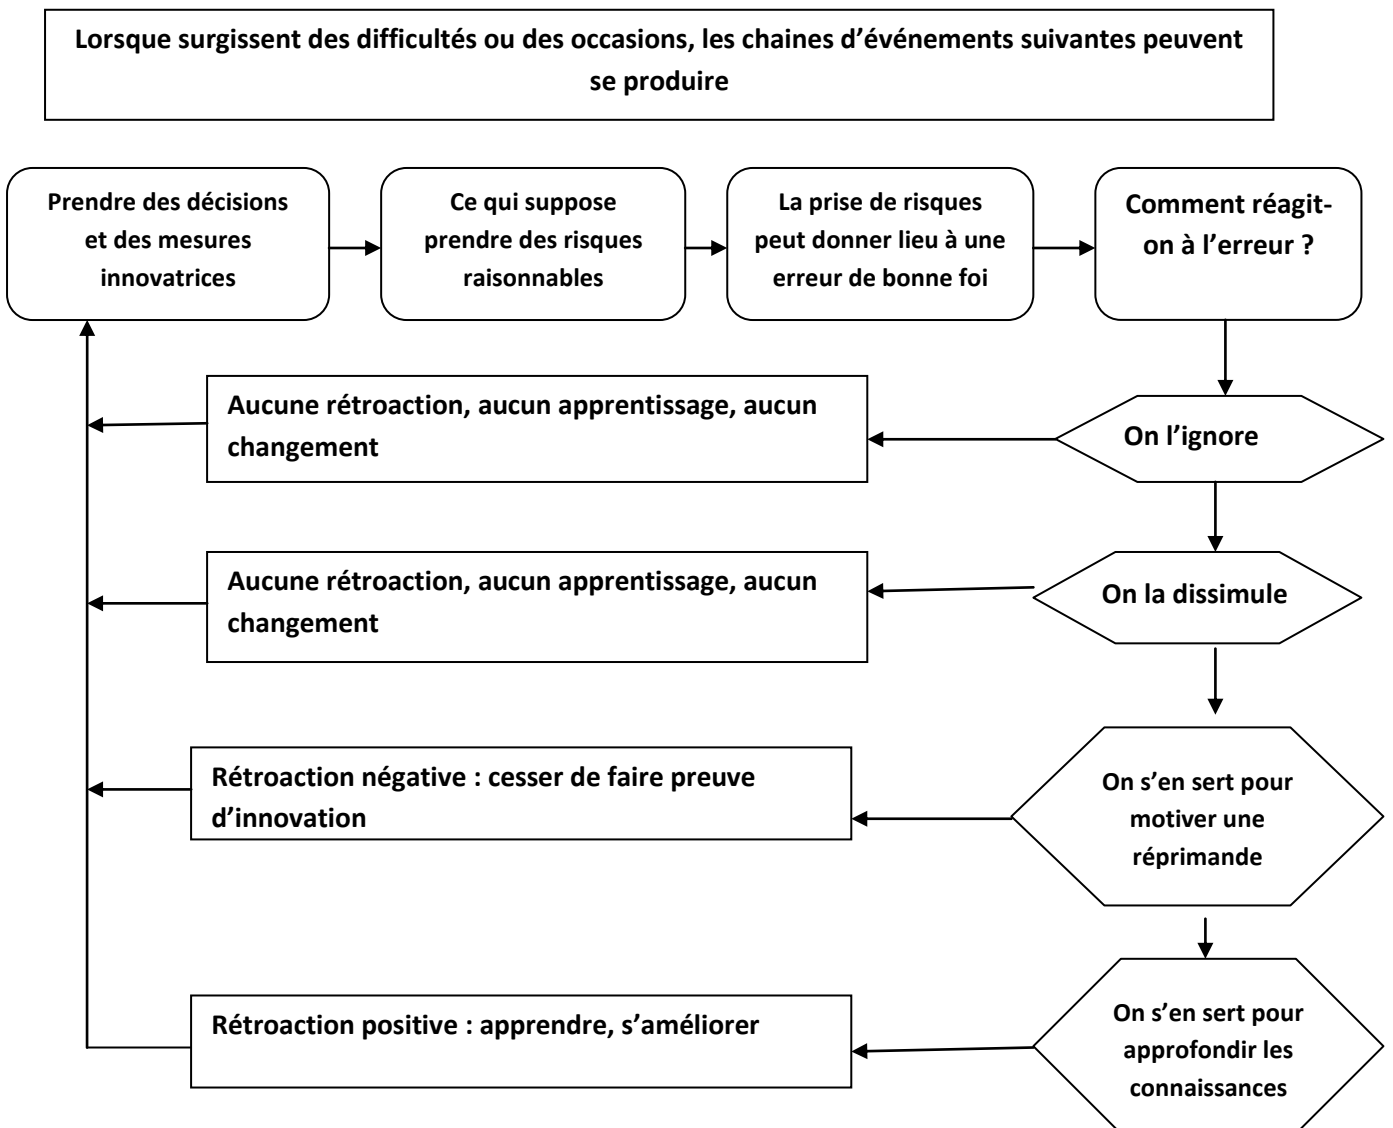 Lorsque surgissent des difficultés ou des occasions, les chaines d’événements suivantes peuvent
se produire
Prendre des décisions
et des mesures
innovatrices
Ce qui suppose
prendre des risques
raisonnables
La prise de risques
peut donner lieu à une
erreur de bonne foi
Comment réagit-
on à l’erreur ?
Aucune rétroaction, aucun apprentissage, aucun
changement
On l’ignore
Aucune rétroaction, aucun apprentissage, aucun
changement
On la dissimule
Rétroaction négative : cesser de faire preuve
d’innovation
On s’en sert pour
motiver une
réprimande
Rétroaction positive : apprendre, s’améliorer
On s’en sert pour
approfondir les
connaissances